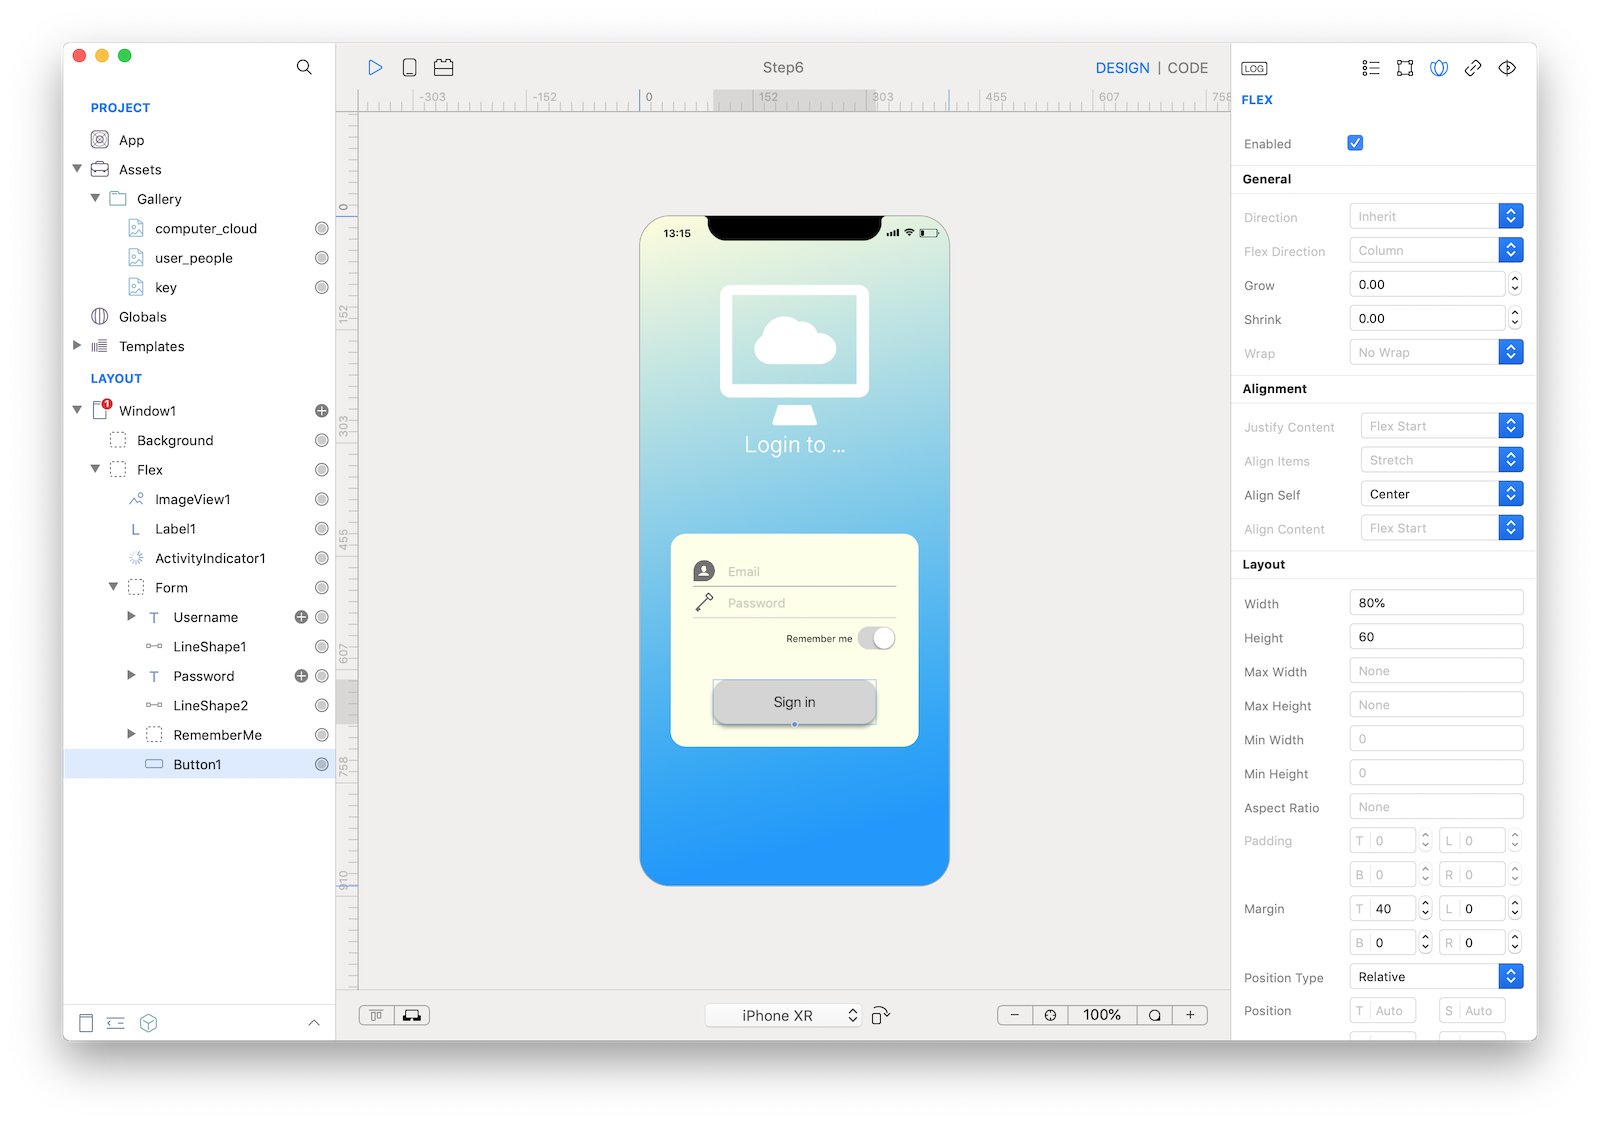 PROJECT
App
Assets
Gallery
computer_cloud
user_people
key
Globals
Templates
LAYOUT
1
Window1
Background
Flex
ImageView1
L Label1
ActivityIndicator1
Form
T Username
LineShape1
T Password
LineShape2
RememberMe
Button1
Step6
DESIGN | CODE
-303 -152 0 152 303 455 607 758
0
152
303
455
607
758
910
13:15
Login to ...
Email
Password
Remember me
Sign in
iPhone XR
− 100% +
LOG
FLEX
Enabled
General
Direction Inherit
Flex Direction Column
Grow 0.00
Shrink 0.00
Wrap No Wrap
Alignment
Justify Content Flex Start
Align Items Stretch
Align Self Center
Align Content Flex Start
Layout
Width 80%
Height 60
Max Width None
Max Height None
Min Width 0
Min Height 0
Aspect Ratio None
Padding T 0 L 0
B 0 R 0
Margin T 40 L 0
B 0 R 0
Position Type Relative
Position T Auto S Auto